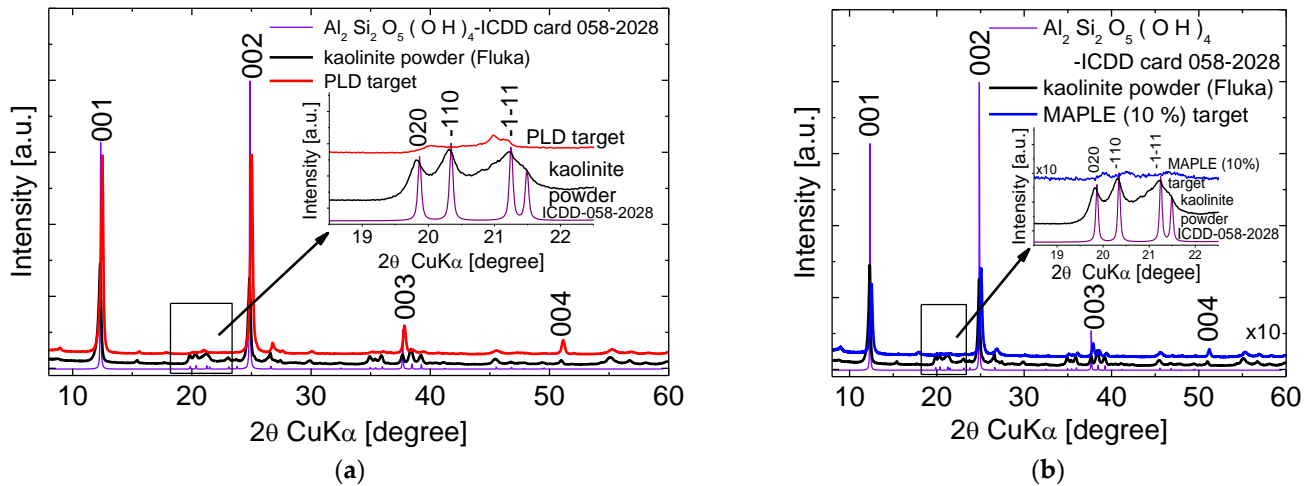 Al2 Si2 O5 ( O H )4-ICDD card 058-2028
kaolinite powder (Fluka)
PLD target
001
002
003
004
Intensity [a.u.]
Intensity [a.u.]
020
-110
-1-11
PLD target
kaolinite
powder
ICDD-058-2028
19 20 21 22
2θ CuKα [degree]
10 20 30 40 50 60
2θ CuKα [degree]
(a)
Al2 Si2 O5 ( O H )4
-ICDD card 058-2028
kaolinite powder (Fluka)
MAPLE (10 %) target
001
002
003
004
x10
Intensity [a.u.]
Intensity [a.u.]
x10
020
-110
-1-11
MAPLE (10%)
target
kaolinite
powder
ICDD-058-2028
19 20 21 22
2θ CuKα [degee]
10 20 30 40 50 60
2θ CuKα [degree]
(b)